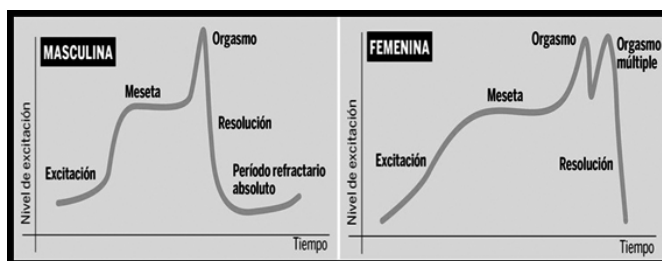 MASCULINA
Orgasmo
Meseta
Resolución
Excitación
Período refractario
absoluto
Nivel de excitación
Tiempo
FEMENINA
Orgasmo
Orgasmo
múltiple
Meseta
Excitación
Resolución
Nivel de excitación
Tiempo